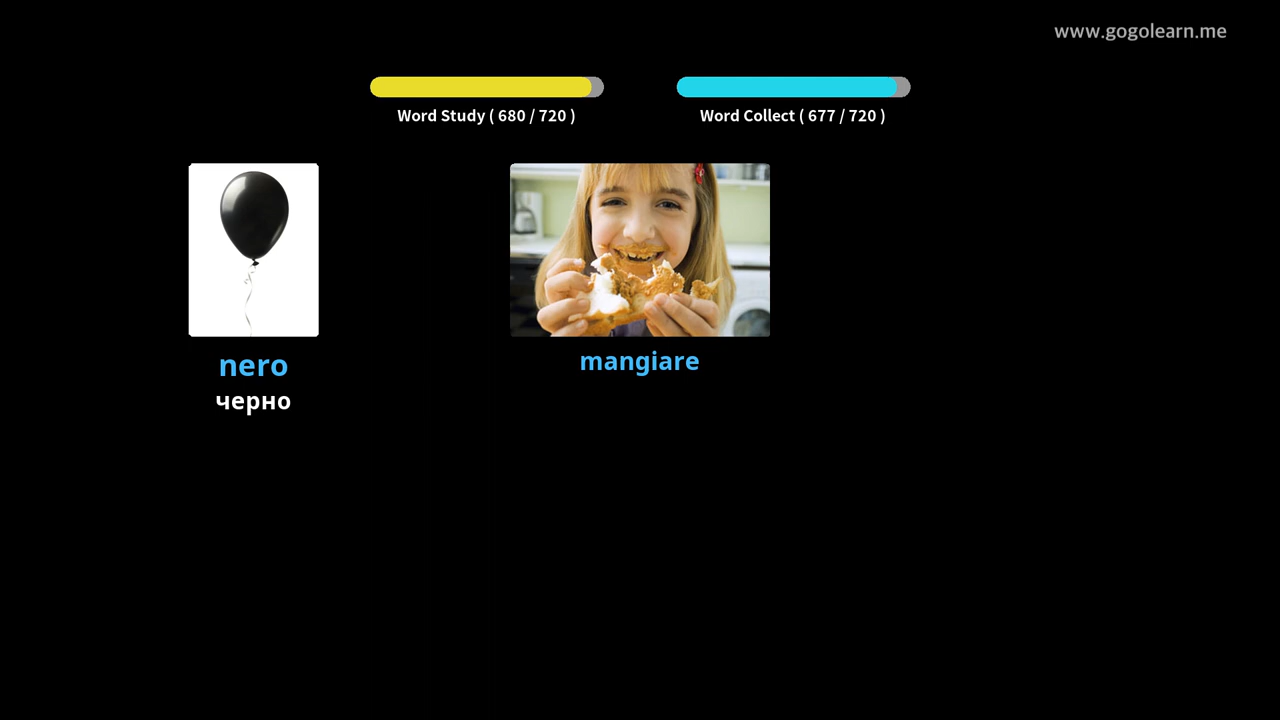 www.gogolearn.me
Word Study ( 680 / 720 )
Word Collect ( 677 / 720 )
nero
черно
mangiare